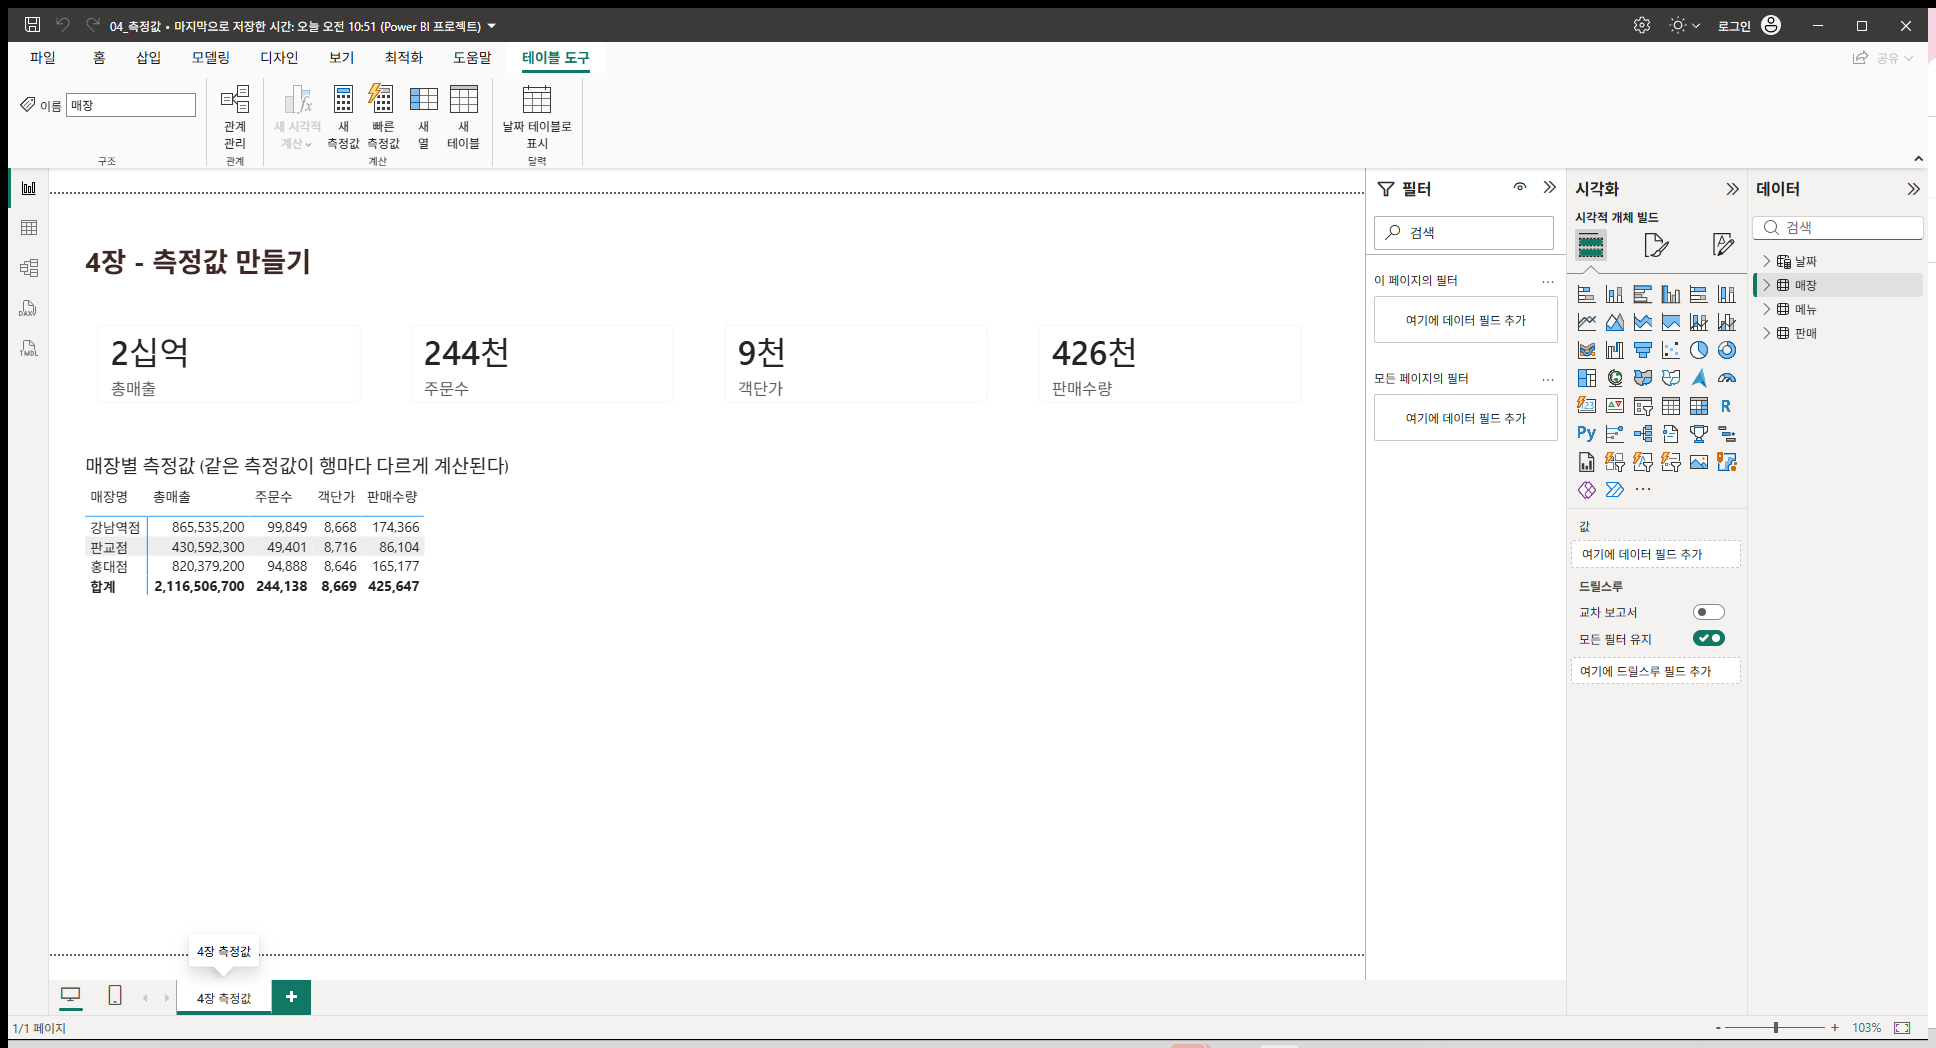 04_측정값 • 마지막으로 저장한 시간: 오늘 오전 10:51 (Power BI 프로젝트)
로그인
파일 홈 삽입 모델링 디자인 보기 최적화 도움말 테이블 도구
공유
이름 매장
관계 관리
새 시각적 계산
새 측정값
빠른 측정값
새 열
새 테이블
날짜 테이블로 표시
구조 관계 계산 달력
DAX
TMDL
4장 - 측정값 만들기
2십억
총매출
244천
주문수
9천
객단가
426천
판매수량
매장별 측정값 (같은 측정값이 행마다 다르게 계산된다)
매장명 총매출 주문수 객단가 판매수량
강남역점 865,535,200 99,849 8,668 174,366
판교점 430,592,300 49,401 8,716 86,104
홍대점 820,379,200 94,888 8,646 165,177
합계 2,116,506,700 244,138 8,669 425,647
필터
검색
이 페이지의 필터 ...
여기에 데이터 필드 추가
모든 페이지의 필터 ...
여기에 데이터 필드 추가
시각화
시각적 개체 빌드
123
R
Py
...
값
여기에 데이터 필드 추가
드릴스루
교차 보고서
모든 필터 유지
여기에 드릴스루 필드 추가
데이터
검색
날짜
매장
메뉴
판매
4장 측정값
4장 측정값
+
1/1 페이지
- + 103%